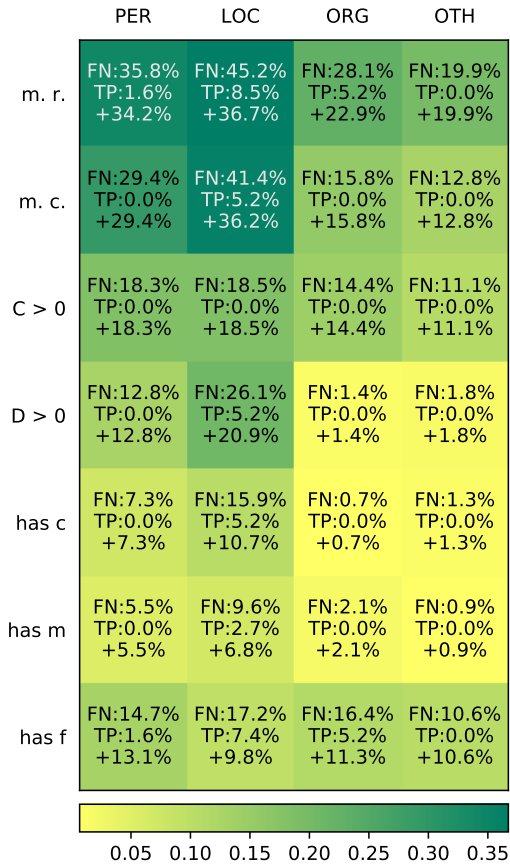 PER LOC ORG OTH
m. r.
FN:35.8% FN:45.2% FN:28.1% FN:19.9%
TP:1.6% TP:8.5% TP:5.2% TP:0.0%
+34.2% +36.7% +22.9% +19.9%
m. c.
FN:29.4% FN:41.4% FN:15.8% FN:12.8%
TP:0.0% TP:5.2% TP:0.0% TP:0.0%
+29.4% +36.2% +15.8% +12.8%
C > 0
FN:18.3% FN:18.5% FN:14.4% FN:11.1%
TP:0.0% TP:0.0% TP:0.0% TP:0.0%
+18.3% +18.5% +14.4% +11.1%
D > 0
FN:12.8% FN:26.1% FN:1.4% FN:1.8%
TP:0.0% TP:5.2% TP:0.0% TP:0.0%
+12.8% +20.9% +1.4% +1.8%
has c
FN:7.3% FN:15.9% FN:0.7% FN:1.3%
TP:0.0% TP:5.2% TP:0.0% TP:0.0%
+7.3% +10.7% +0.7% +1.3%
has m
FN:5.5% FN:9.6% FN:2.1% FN:0.9%
TP:0.0% TP:2.7% TP:0.0% TP:0.0%
+5.5% +6.8% +2.1% +0.9%
has f
FN:14.7% FN:17.2% FN:16.4% FN:10.6%
TP:1.6% TP:7.4% TP:5.2% TP:0.0%
+13.1% +9.8% +11.3% +10.6%
0.05 0.10 0.15 0.20 0.25 0.30 0.35